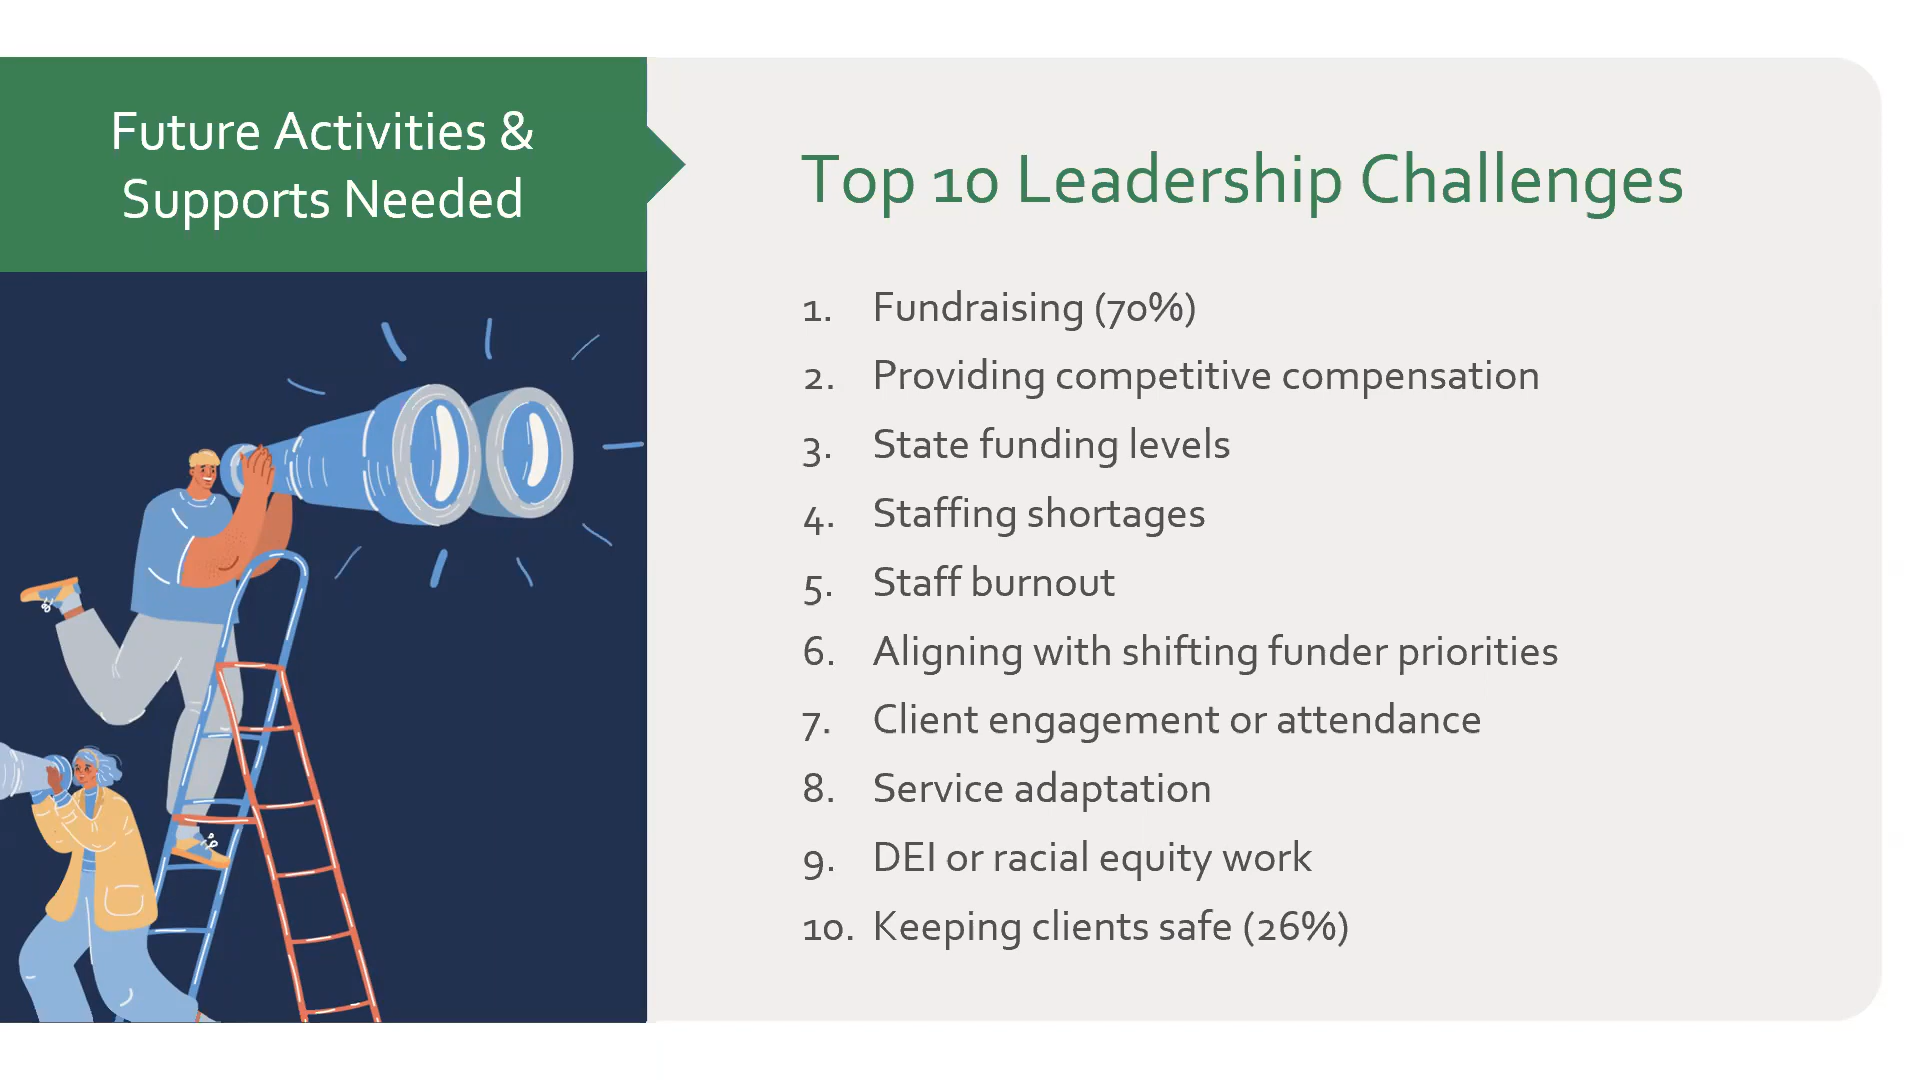 Future Activities &
Supports Needed
Top 10 Leadership Challenges
1. Fundraising (70%)
2. Providing competitive compensation
3. State funding levels
4. Staffing shortages
5. Staff burnout
6. Aligning with shifting funder priorities
7. Client engagement or attendance
8. Service adaptation
9. DEI or racial equity work
10. Keeping clients safe (26%)